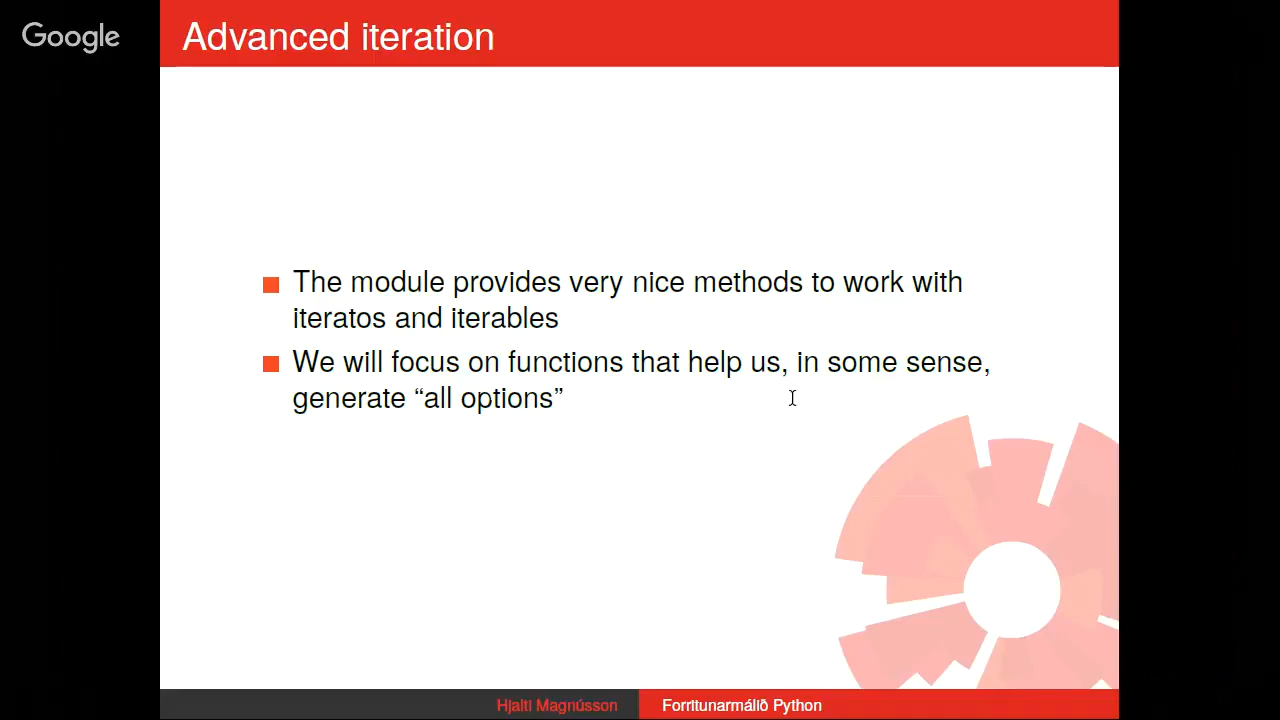 Google
Advanced iteration
The module provides very nice methods to work with
iteratos and iterables
We will focus on functions that help us, in some sense,
generate “all options”
Hjalti Magnússon
Forritunarmálið Python